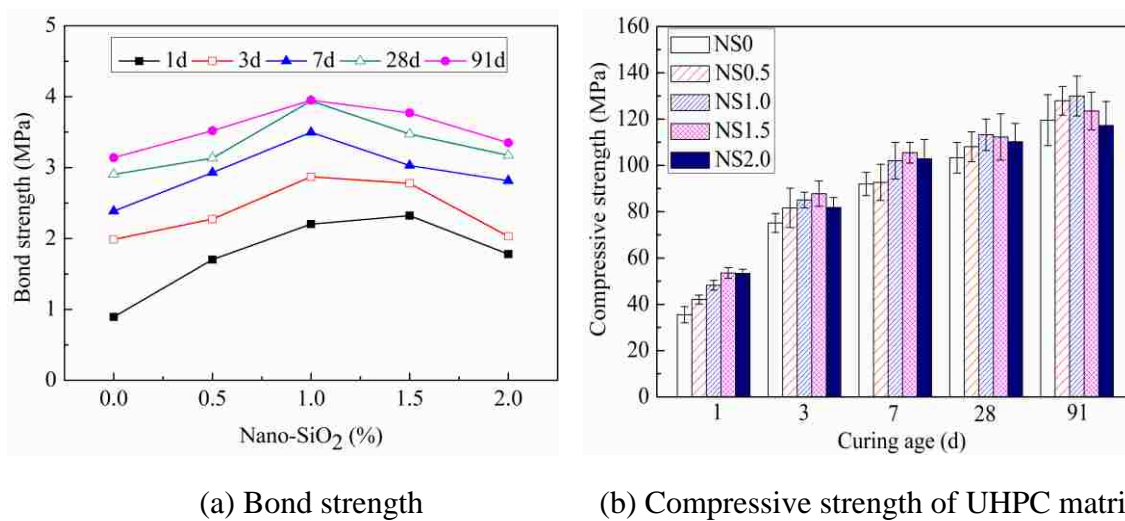 5
4
3
2
1
0
Bond strength (MPa)
1d 3d 7d 28d 91d
0.0 0.5 1.0 1.5 2.0
Nano-SiO2 (%)
(a) Bond strength
160
140
120
100
80
60
40
20
0
Compressive strength (MPa)
NS0
NS0.5
NS1.0
NS1.5
NS2.0
1 3 7 28 91
Curing age (d)
(b) Compressive strength of UHPC matri